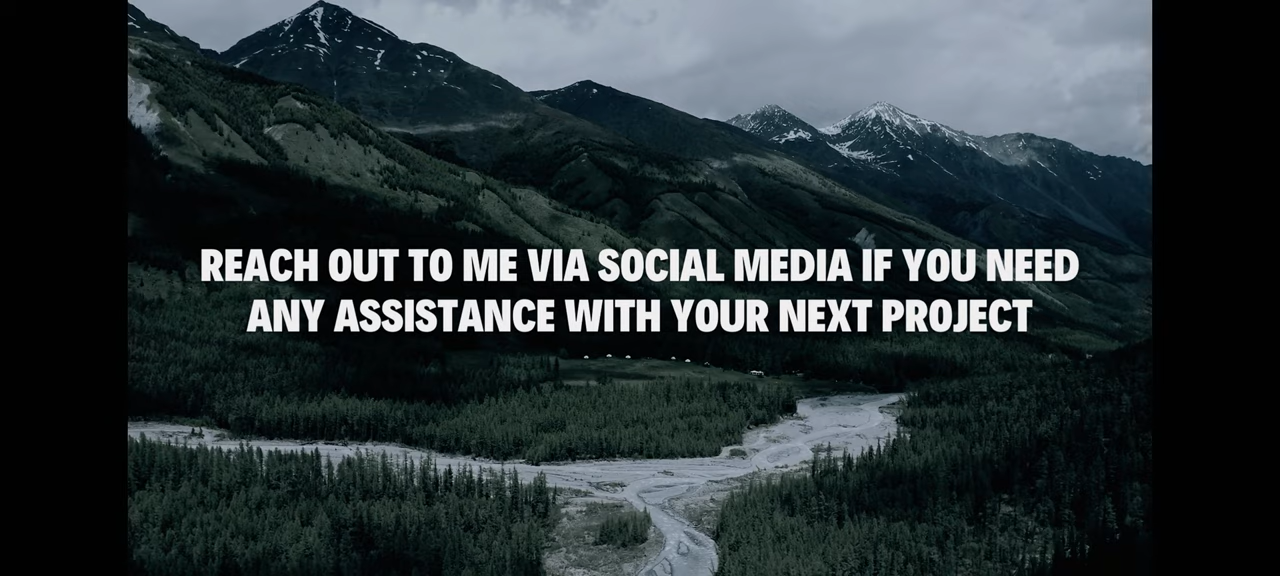 REACH OUT TO ME VIA SOCIAL MEDIA IF YOU NEED
ANY ASSISTANCE WITH YOUR NEXT PROJECT